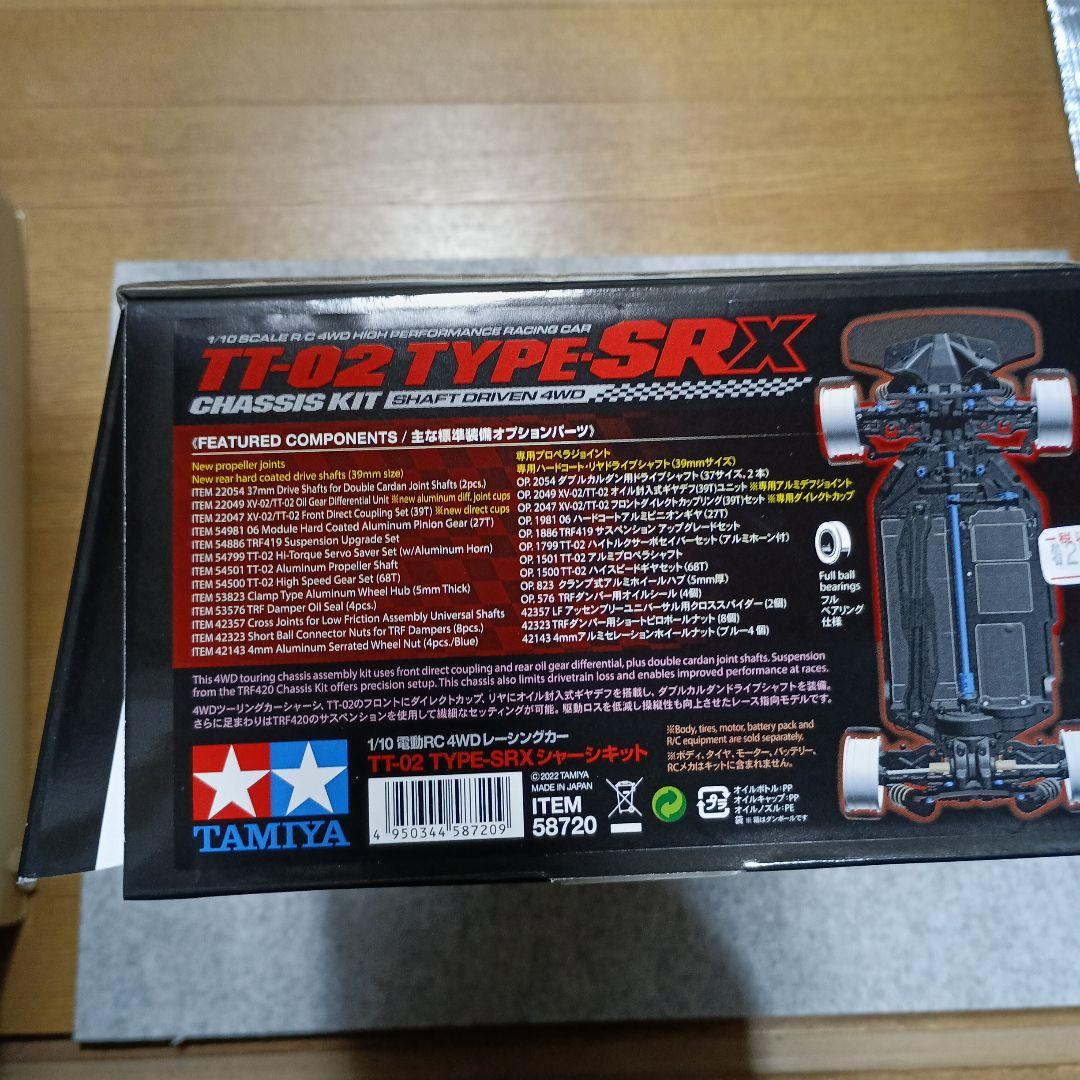 1/10 SCALE R/C 4WD HIGH PERFORMANCE RACING CAR
TT-02 TYPE-SRX
CHASSIS KIT SHAFT DRIVEN 4WD
《FEATURED COMPONENTS / 主な標準装備オプションパーツ》
New propeller joints
New rear hard coated drive shafts (39mm size)
ITEM 22054 37mm Drive Shafts for Double Cardan Joint Shafts (2pcs.)
ITEM 22049 XV-02/TT-02 Oil Gear Differential Unit ※new aluminum diff. joint cups
ITEM 22047 XV-02/TT-02 Front Direct Coupling Set (39T) ※new direct cups
ITEM 54981 06 Module Hard Coated Aluminum Pinion Gear (27T)
ITEM 54886 TRF419 Suspension Upgrade Set
ITEM 54799 TT-02 Hi-Torque Servo Saver Set (w/Aluminum Horn)
ITEM 54501 TT-02 Aluminum Propeller Shaft
ITEM 54500 TT-02 High Speed Gear Set (68T)
ITEM 53823 Clamp Type Aluminum Wheel Hub (5mm Thick)
ITEM 53576 TRF Damper Oil Seal (4pcs.)
ITEM 42357 Cross Joints for Low Friction Assembly Universal Shafts
ITEM 42323 Short Ball Connector Nuts for TRF Dampers (8pcs.)
ITEM 42143 4mm Aluminum Serrated Wheel Nut (4pcs./Blue)
専用プロペラジョイント
専用ハードコート・リヤドライブシャフト(39mmサイズ)
OP. 2054 ダブルカルダン用ドライブシャフト(37サイズ、2本)
OP. 2049 XV-02/TT-02 オイル封入式ギヤデフ(39T)ユニット ※専用アルミデフジョイント
OP. 2047 XV-02/TT-02 フロントダイレクトカップリング(39T)セット ※専用ダイレクトカップ
OP. 1981 06 ハードコートアルミピニオンギヤ (27T)
OP. 1886 TRF419 サスペンション アップグレードセット
OP. 1799 TT-02 ハイトルクサーボセイバーセット (アルミホーン付)
OP. 1501 TT-02 アルミプロペラシャフト
OP. 1500 TT-02 ハイスピードギヤセット (68T)
OP. 823 クランプ式アルミホイールハブ (5mm厚)
OP. 576 TRFダンパー用オイルシール (4個)
42357 LF アッセンブリーユニバーサル用クロススパイダー (2個)
42323 TRFダンパー用ショートピロボールナット (8個)
42143 4mmアルミセレーションホイールナット (ブルー4個)
Full ball
bearings
フル
ベアリング
仕様
This 4WD touring chassis assembly kit uses front direct coupling and rear oil gear differential, plus double cardan joint shafts. Suspension
from the TRF420 Chassis Kit offers precision setup. This chassis also limits drivetrain loss and enables improved performance at races.
4WDツーリングカーシャーシ、TT-02のフロントにダイレクトカップ、リヤにオイル封入式ギヤデフを搭載し、ダブルカルダンドライブシャフトを装備。
さらに足まわりはTRF420のサスペンションを使用して繊細なセッティングが可能。駆動ロスを低減し操縦性も向上させたレース指向モデルです。
1/10 電動RC 4WD レーシングカー
TT-02 TYPE-SRX シャーシキット
※Body, tires, motor, battery pack and
R/C equipment are sold separately.
※ボディ、タイヤ、モーター、バッテリー、
RCメカはキットに含まれません。
TAMIYA
4 950344 587209
©2022 TAMIYA
MADE IN JAPAN
ITEM
58720
プラ
オイルボトル:PP
オイルキャップ:PP
オイルノズル:PE
袋 ※箱はダンボールです